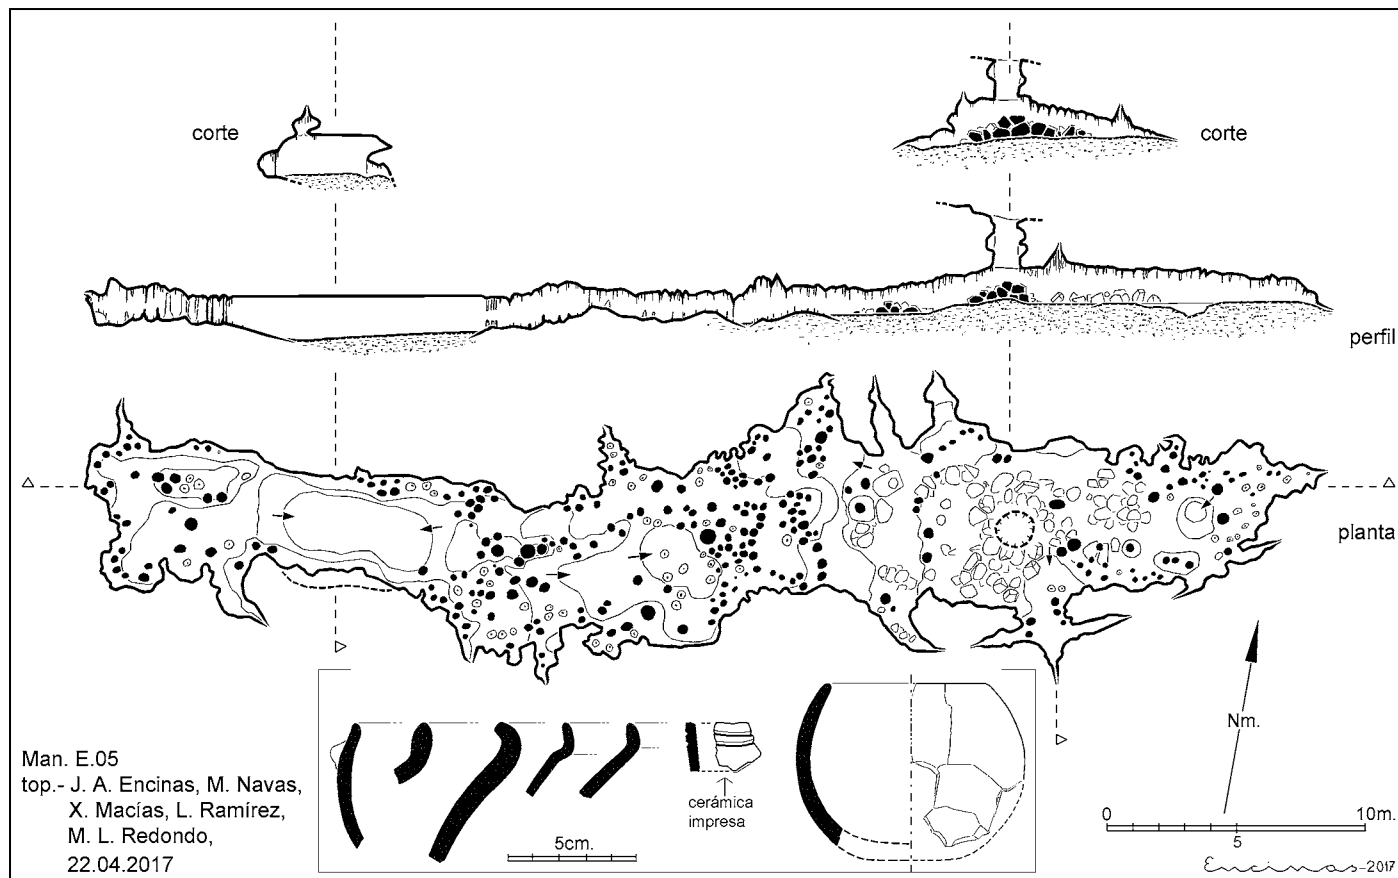 corte
corte
perfil
planta
Nm.
Man. E.05
top.- J. A. Encinas, M. Navas,
X. Macías, L. Ramírez,
M. L. Redondo,
22.04.2017
cerámica
impresa
5cm.
0
5
10m.
Encinas-2017